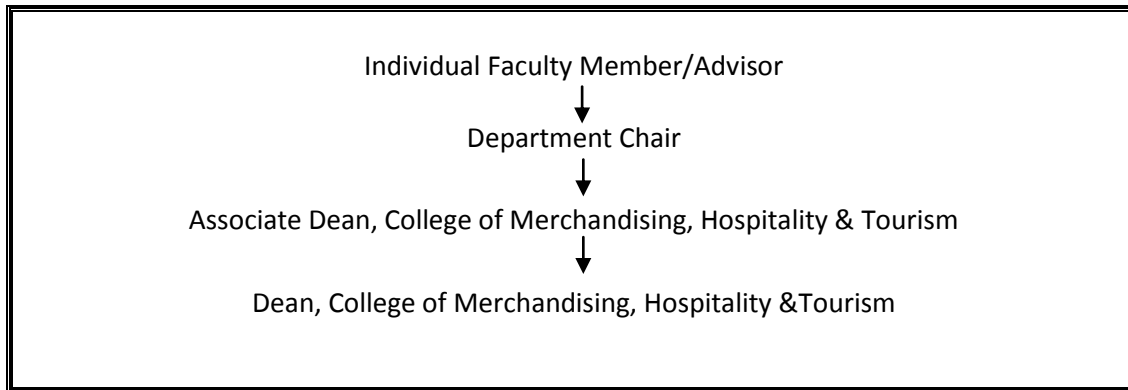 Individual Faculty Member/Advisor
Department Chair
Associate Dean, College of Merchandising, Hospitality & Tourism
Dean, College of Merchandising, Hospitality &Tourism